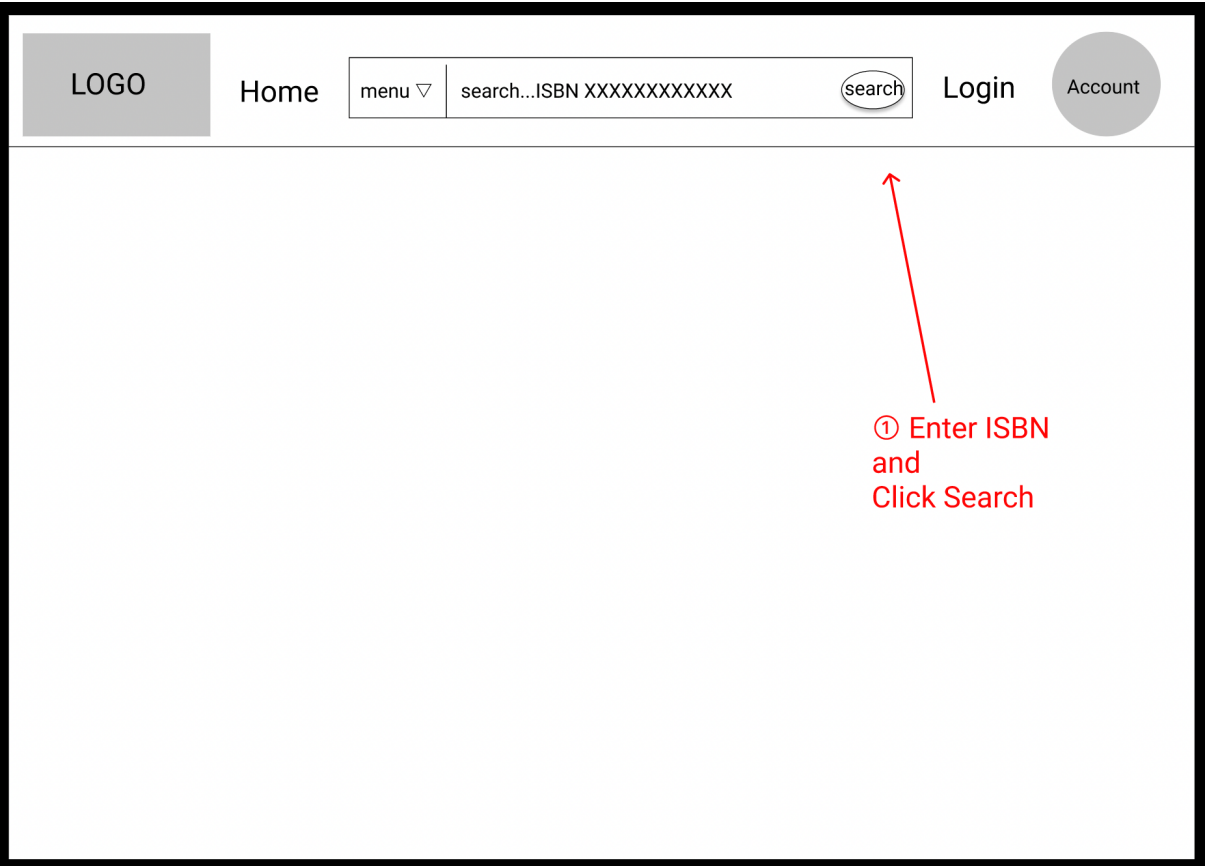 LOGO
Home
menu ▽
search...ISBN XXXXXXXXXXXX
search
Login
Account
① Enter ISBN
and
Click Search